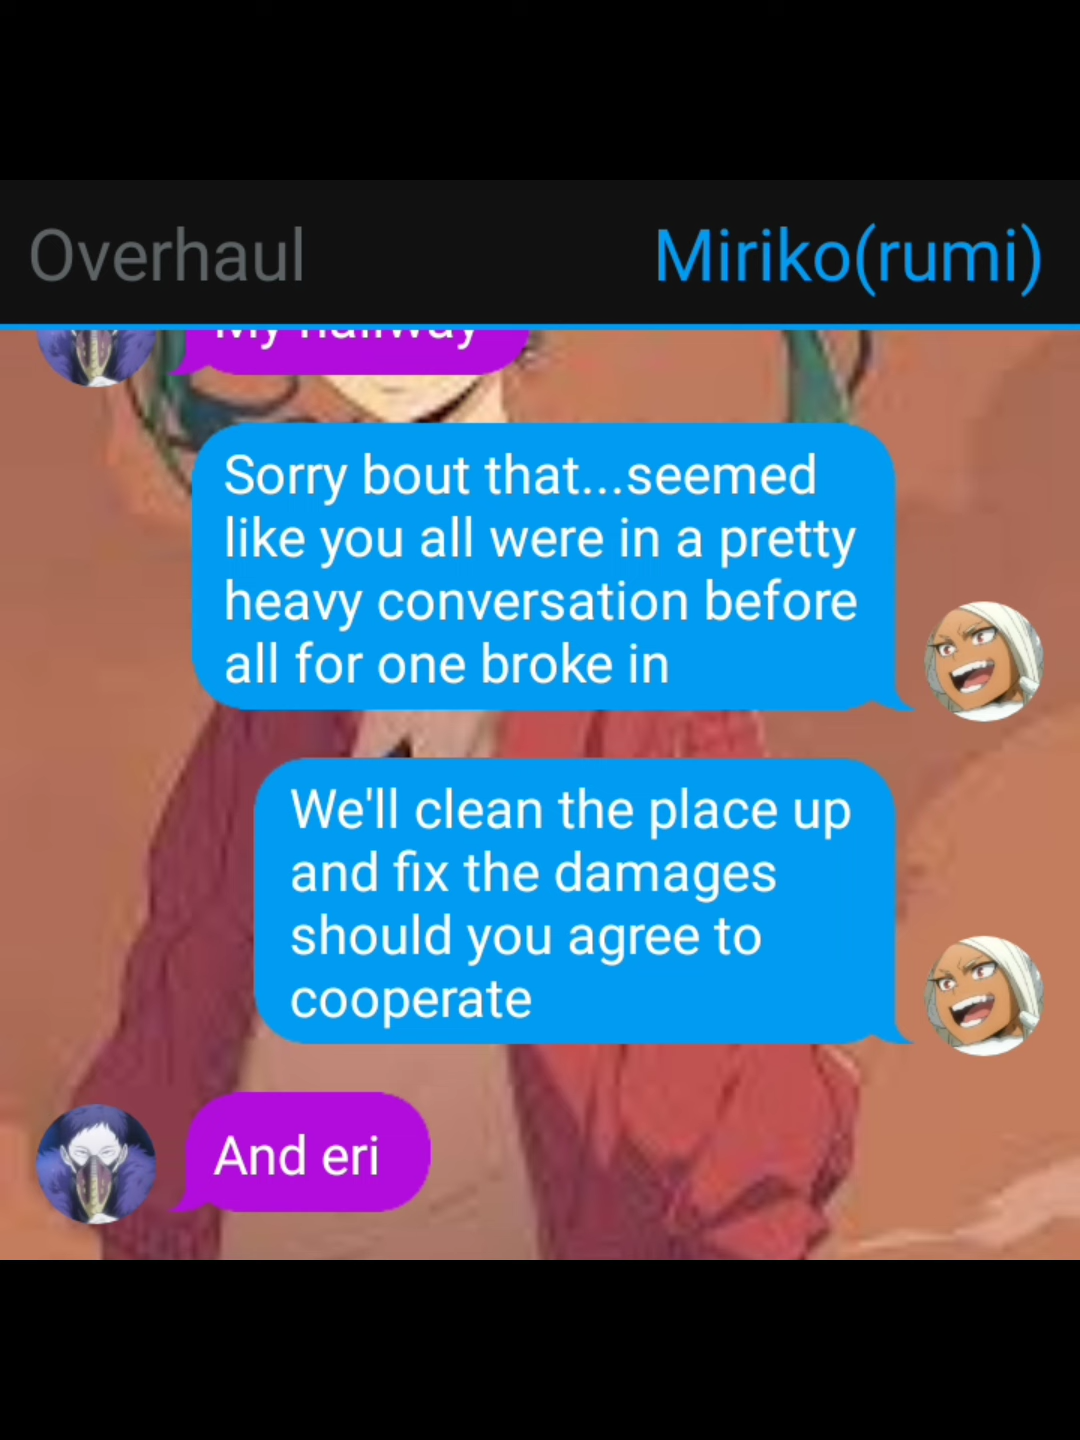 Overhaul
Miriko(rumi)
My hallway
Sorry bout that...seemed
like you all were in a pretty
heavy conversation before
all for one broke in
We'll clean the place up
and fix the damages
should you agree to
cooperate
And eri